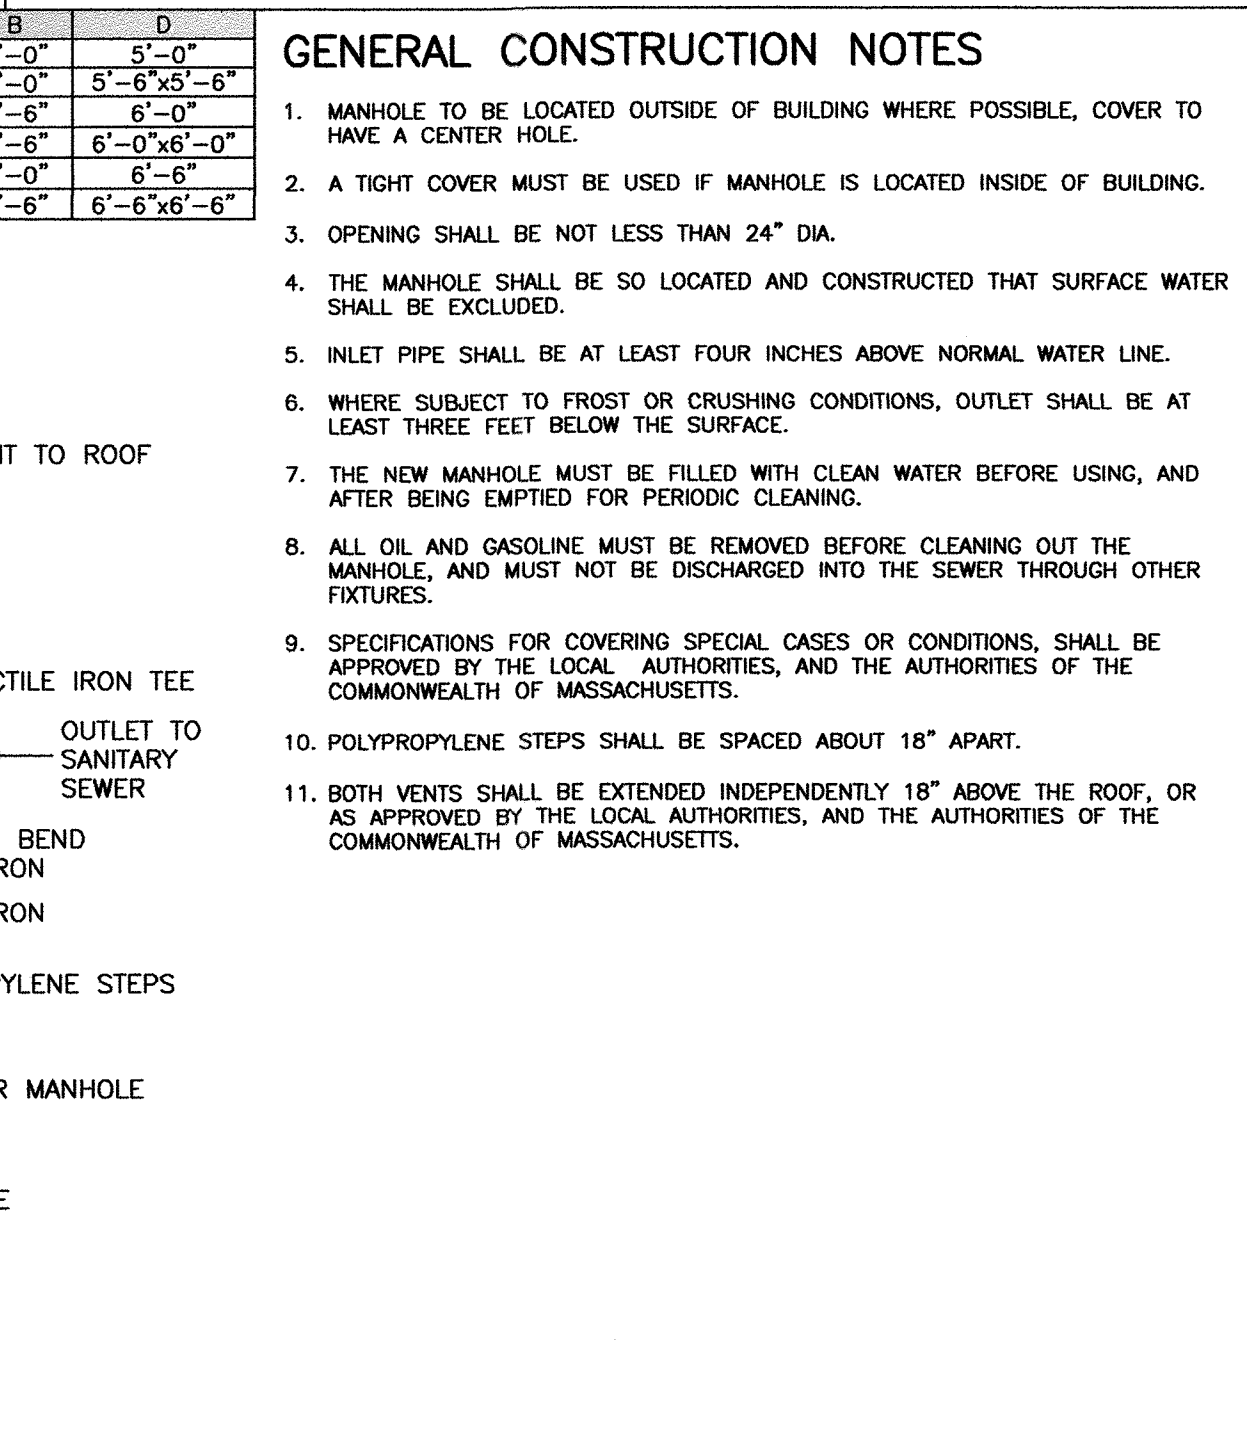 B D
'-0" 5'-0"
'-0" 5'-6"x5'-6"
'-6" 6'-0"
'-6" 6'-0"x6'-0"
'-0" 6'-6"
'-6" 6'-6"x6'-6"
GENERAL CONSTRUCTION NOTES
1. MANHOLE TO BE LOCATED OUTSIDE OF BUILDING WHERE POSSIBLE, COVER TO
HAVE A CENTER HOLE.
2. A TIGHT COVER MUST BE USED IF MANHOLE IS LOCATED INSIDE OF BUILDING.
3. OPENING SHALL BE NOT LESS THAN 24" DIA.
4. THE MANHOLE SHALL BE SO LOCATED AND CONSTRUCTED THAT SURFACE WATER
SHALL BE EXCLUDED.
5. INLET PIPE SHALL BE AT LEAST FOUR INCHES ABOVE NORMAL WATER LINE.
6. WHERE SUBJECT TO FROST OR CRUSHING CONDITIONS, OUTLET SHALL BE AT
LEAST THREE FEET BELOW THE SURFACE.
7. THE NEW MANHOLE MUST BE FILLED WITH CLEAN WATER BEFORE USING, AND
AFTER BEING EMPTIED FOR PERIODIC CLEANING.
8. ALL OIL AND GASOLINE MUST BE REMOVED BEFORE CLEANING OUT THE
MANHOLE, AND MUST NOT BE DISCHARGED INTO THE SEWER THROUGH OTHER
FIXTURES.
9. SPECIFICATIONS FOR COVERING SPECIAL CASES OR CONDITIONS, SHALL BE
APPROVED BY THE LOCAL AUTHORITIES, AND THE AUTHORITIES OF THE
COMMONWEALTH OF MASSACHUSETTS.
10. POLYPROPYLENE STEPS SHALL BE SPACED ABOUT 18" APART.
11. BOTH VENTS SHALL BE EXTENDED INDEPENDENTLY 18" ABOVE THE ROOF, OR
AS APPROVED BY THE LOCAL AUTHORITIES, AND THE AUTHORITIES OF THE
COMMONWEALTH OF MASSACHUSETTS.
T TO ROOF
CTILE IRON TEE
OUTLET TO
SANITARY
SEWER
BEND
RON
RON
YLENE STEPS
R MANHOLE
E